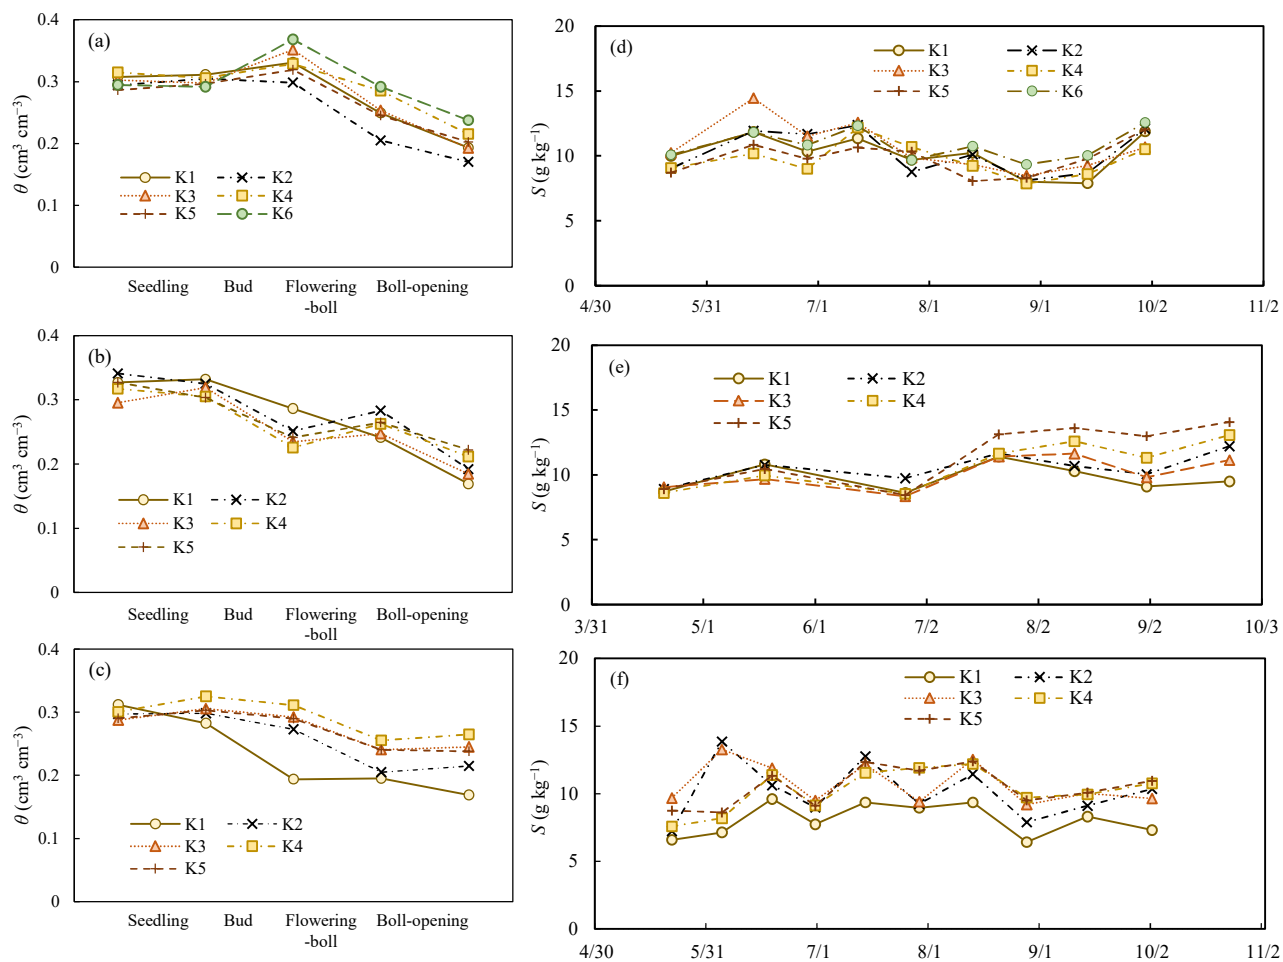 (a)
0.4
0.3
0.2
0.1
0
θ (cm³ cm⁻³)
K1 K2
K3 K4
K5 K6
Seedling Bud Flowering Boll-opening
-boll
(d)
20
15
10
5
0
S (g kg⁻¹)
K1 K2
K3 K4
K5 K6
4/30 5/31 7/1 8/1 9/1 10/2 11/2
(b)
0.4
0.3
0.2
0.1
0
θ (cm³ cm⁻³)
K1 K2
K3 K4
K5
Seedling Bud Flowering Boll-opening
-boll
(e)
20
15
10
5
0
S (g kg⁻¹)
K1 K2
K3 K4
K5
3/31 5/1 6/1 7/2 8/2 9/2 10/3
(c)
0.4
0.3
0.2
0.1
0
θ (cm³ cm⁻³)
K1 K2
K3 K4
K5
Seedling Bud Flowering Boll-opening
-boll
(f)
20
15
10
5
0
S (g kg⁻¹)
K1 K2
K3 K4
K5
4/30 5/31 7/1 8/1 9/1 10/2 11/2